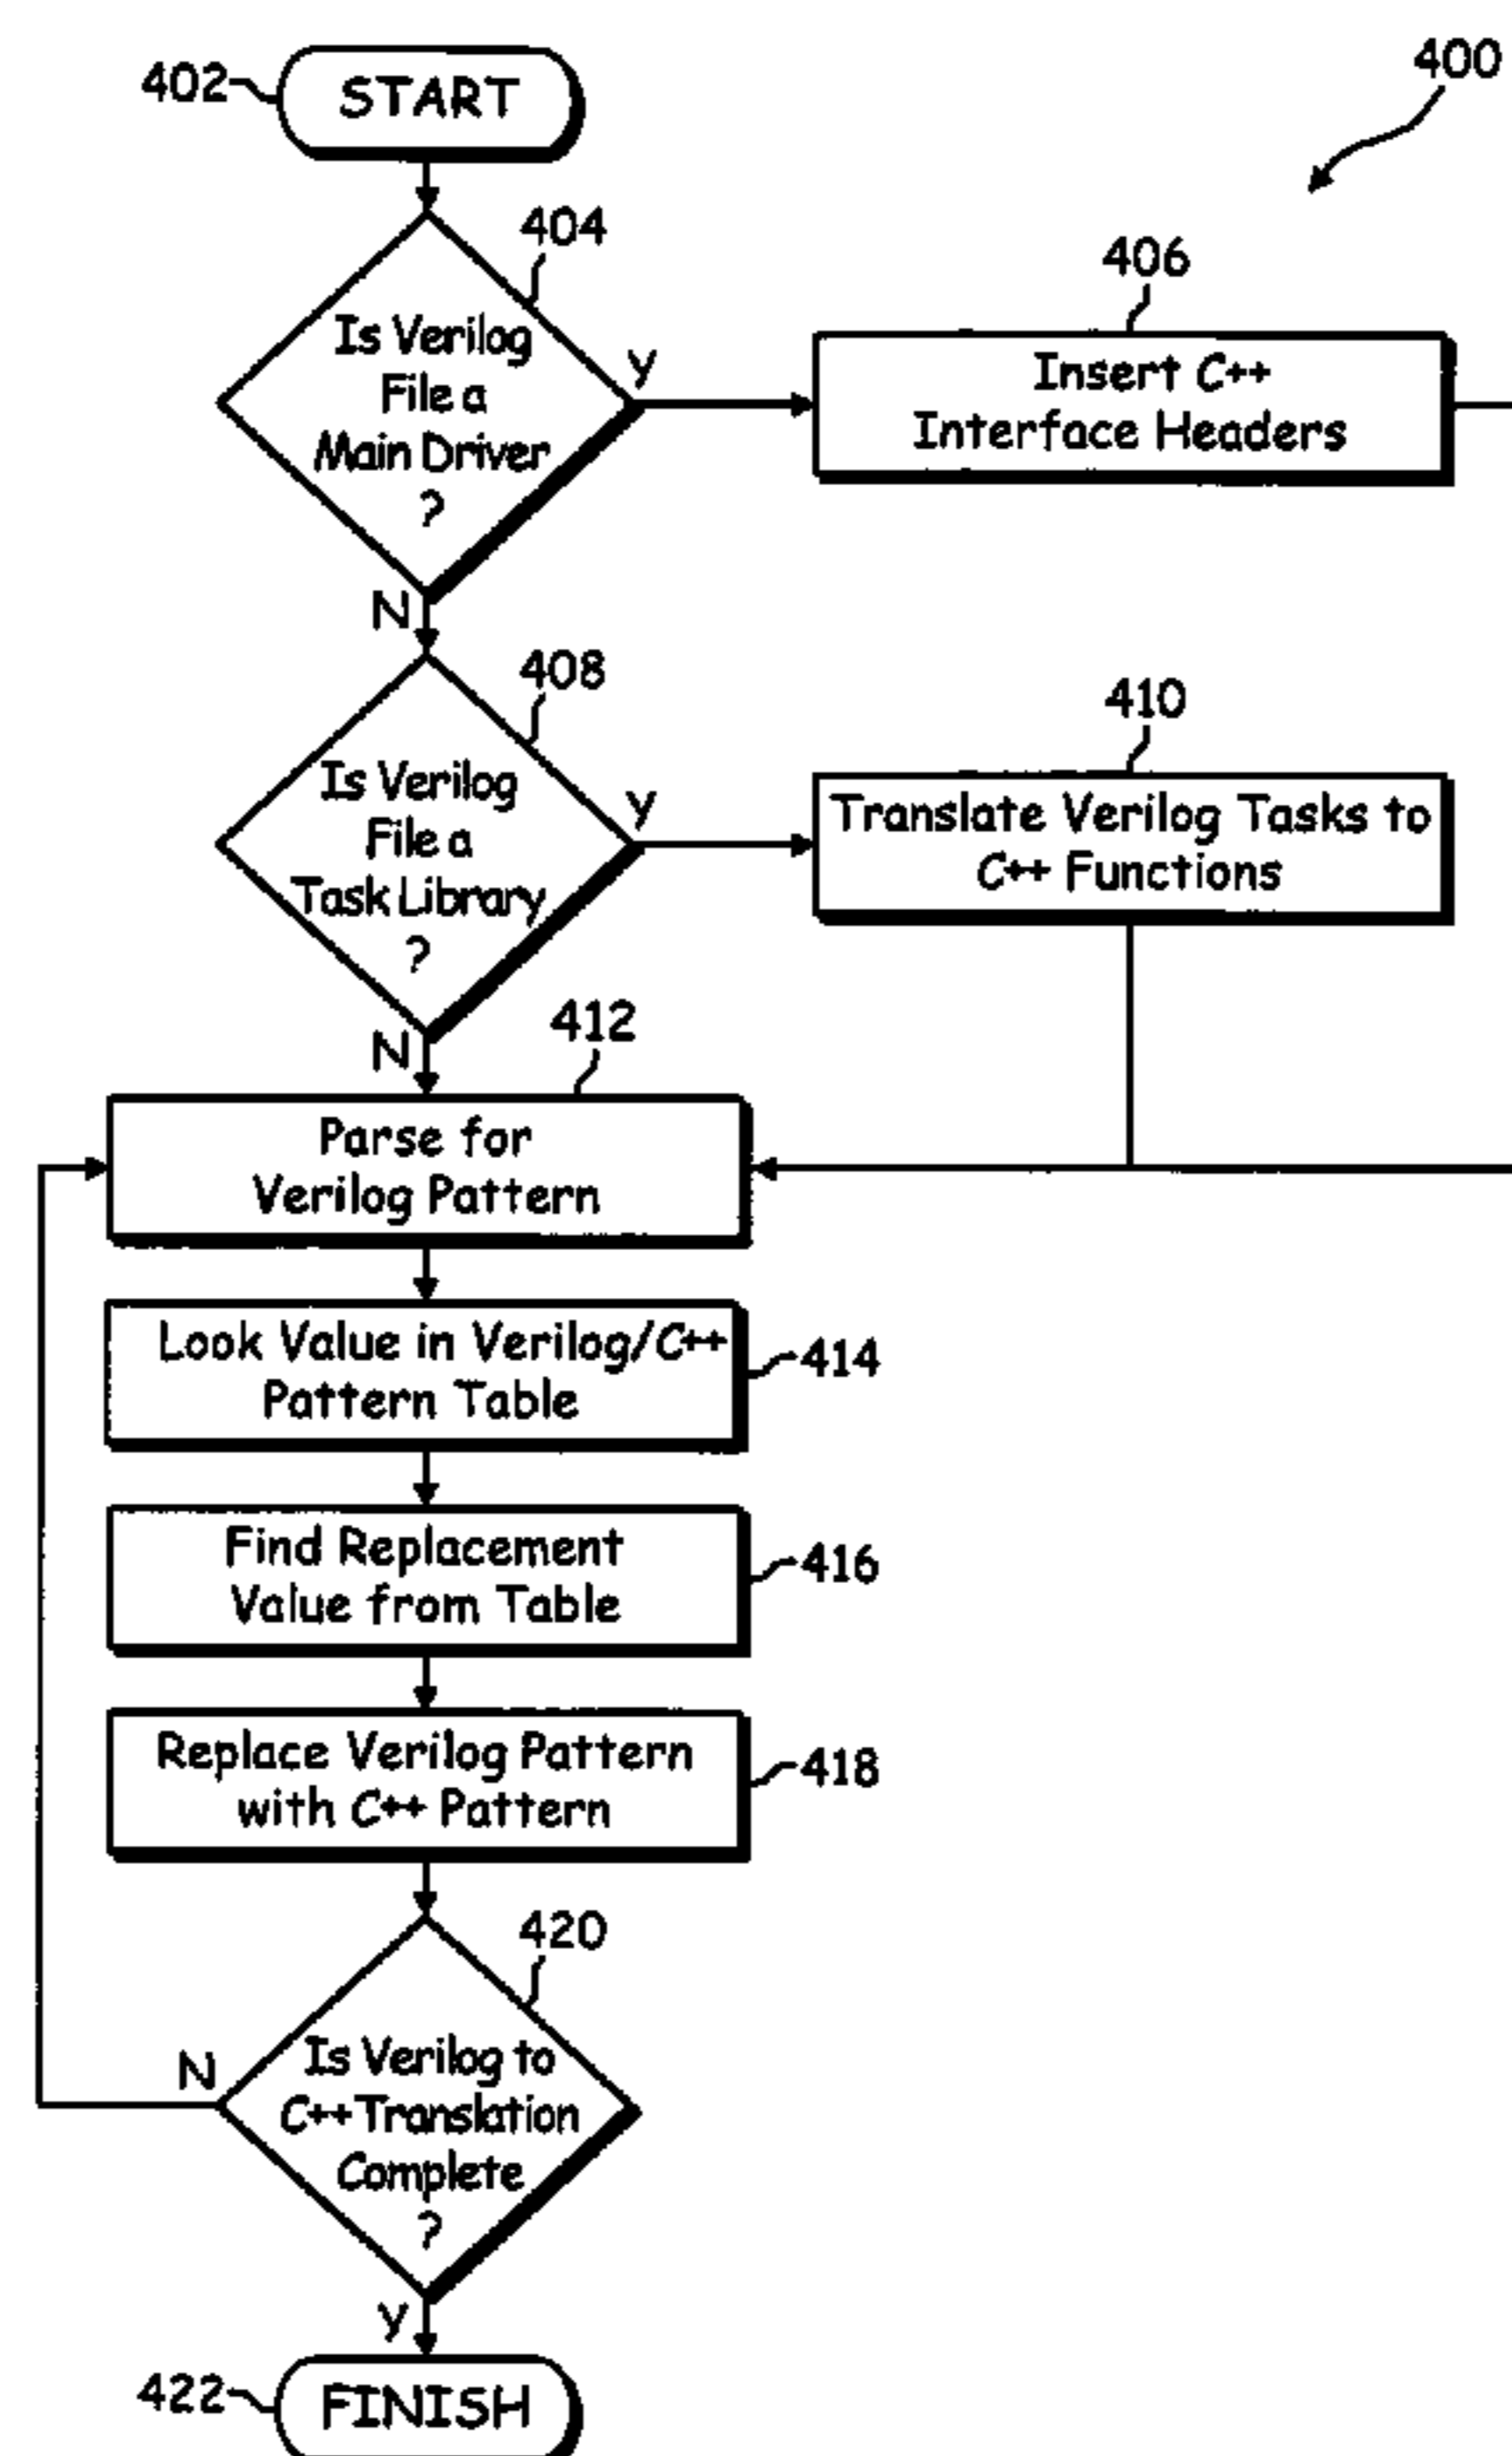 400
402
START
404
Is Verilog
File a
Main Driver
?
Y
N
406
Insert C++
Interface Headers
408
Is Verilog
File a
Task Library
?
Y
N
410
Translate Verilog Tasks to
C++ Functions
412
Parse for
Verilog Pattern
Look Value in Verilog/C++
Pattern Table
414
Find Replacement
Value from Table
416
Replace Verilog Pattern
with C++ Pattern
418
420
Is Verilog to
C++ Translation
Complete
?
N
Y
422
FINISH